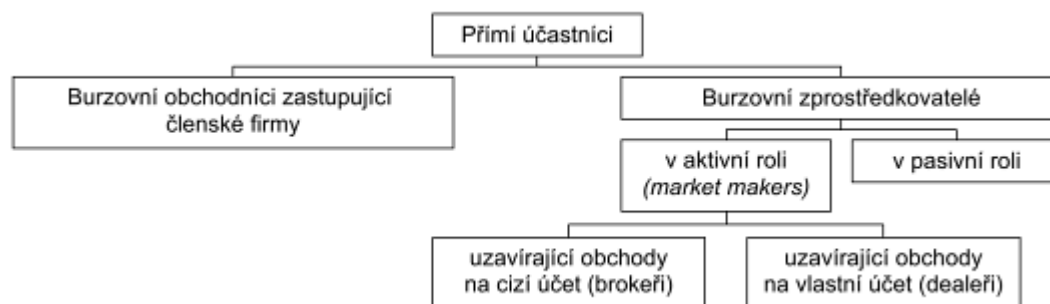 Přímí účastníci
Burzovní obchodníci zastupující
členské firmy
Burzovní zprostředkovatelé
v aktivní roli
(market makers)
v pasivní roli
uzavírající obchody
na cizí účet (brokeři)
uzavírající obchody
na vlastní účet (dealeři)